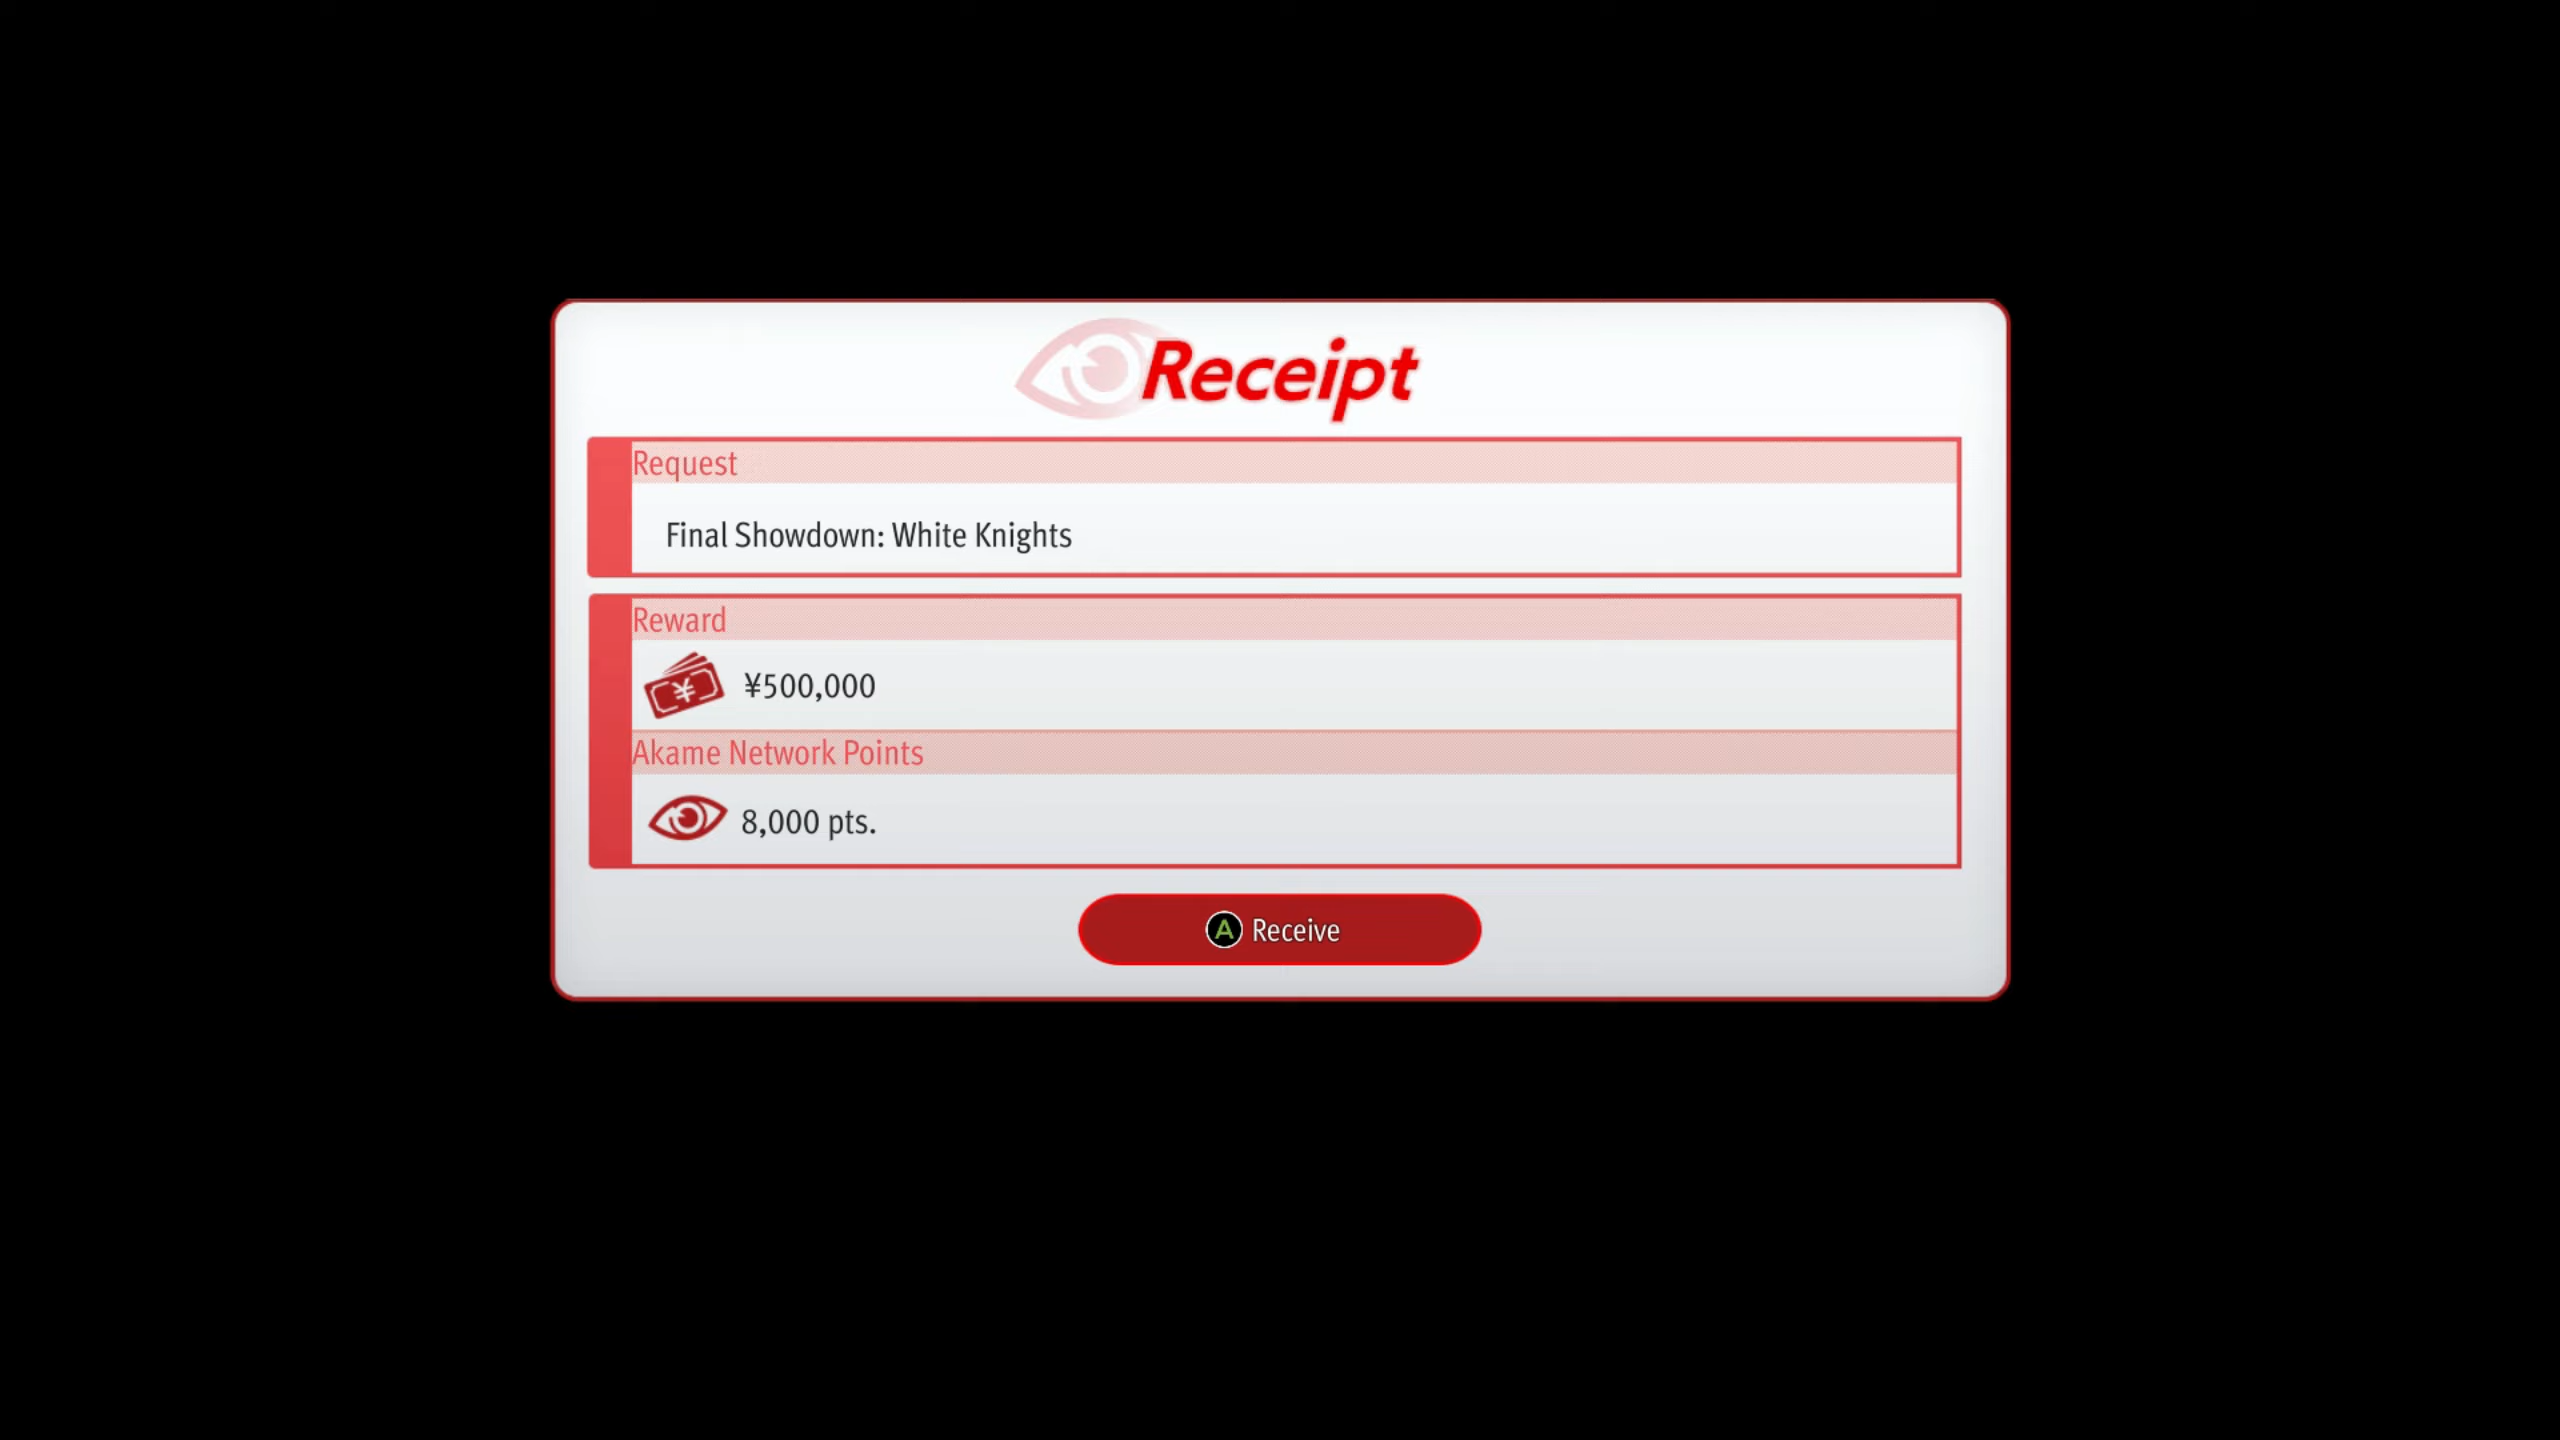 Receipt
Request
Final Showdown: White Knights
Reward
¥500,000
Akame Network Points
8,000 pts.
A Receive